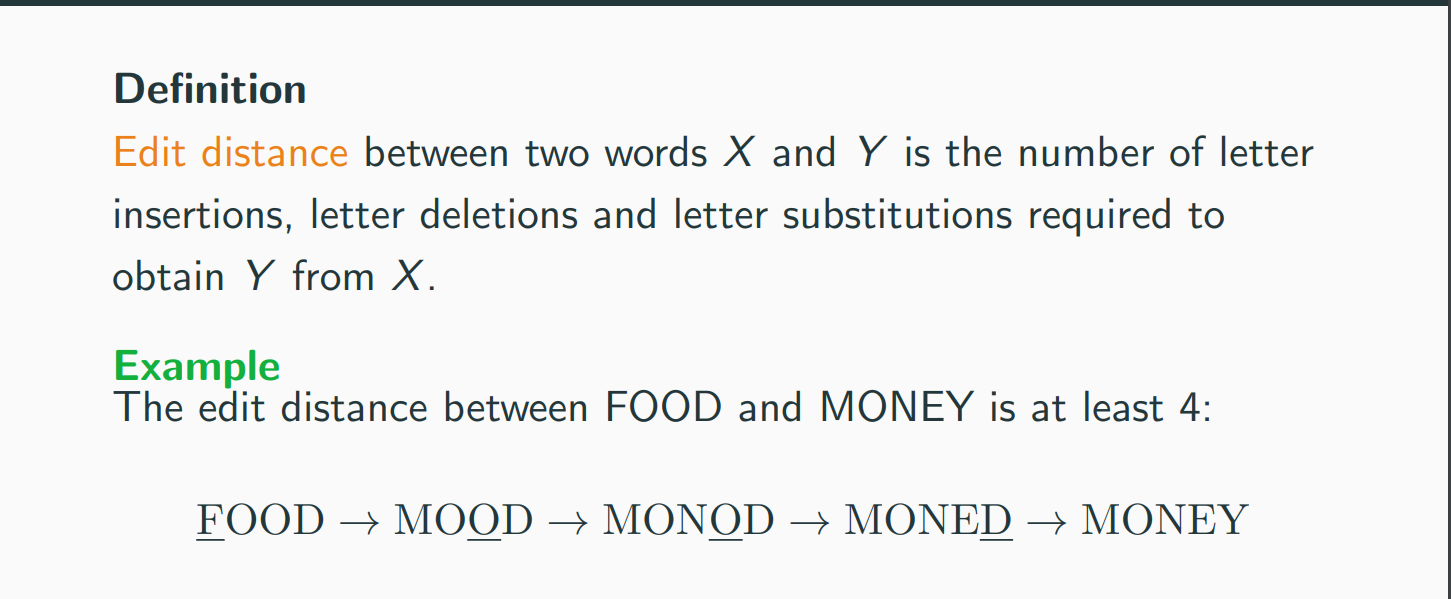 Definition
Edit distance between two words X and Y is the number of letter
insertions, letter deletions and letter substitutions required to
obtain Y from X.
Example
The edit distance between FOOD and MONEY is at least 4:
FOOD → MOOD → MONOD → MONED → MONEY